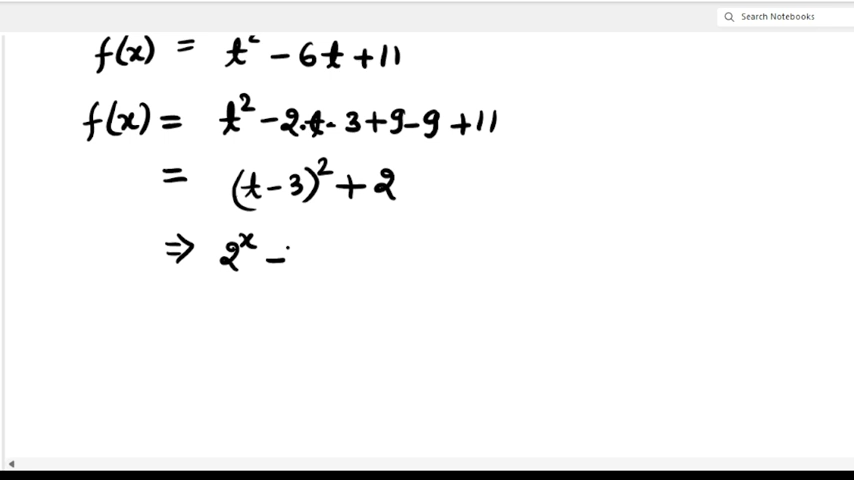 Search Notebooks
f(x) = t² - 6t + 11
f(x) = t² - 2·t· 3 + 9 - 9 + 11
= (t - 3)² + 2
⇒ 2ˣ -